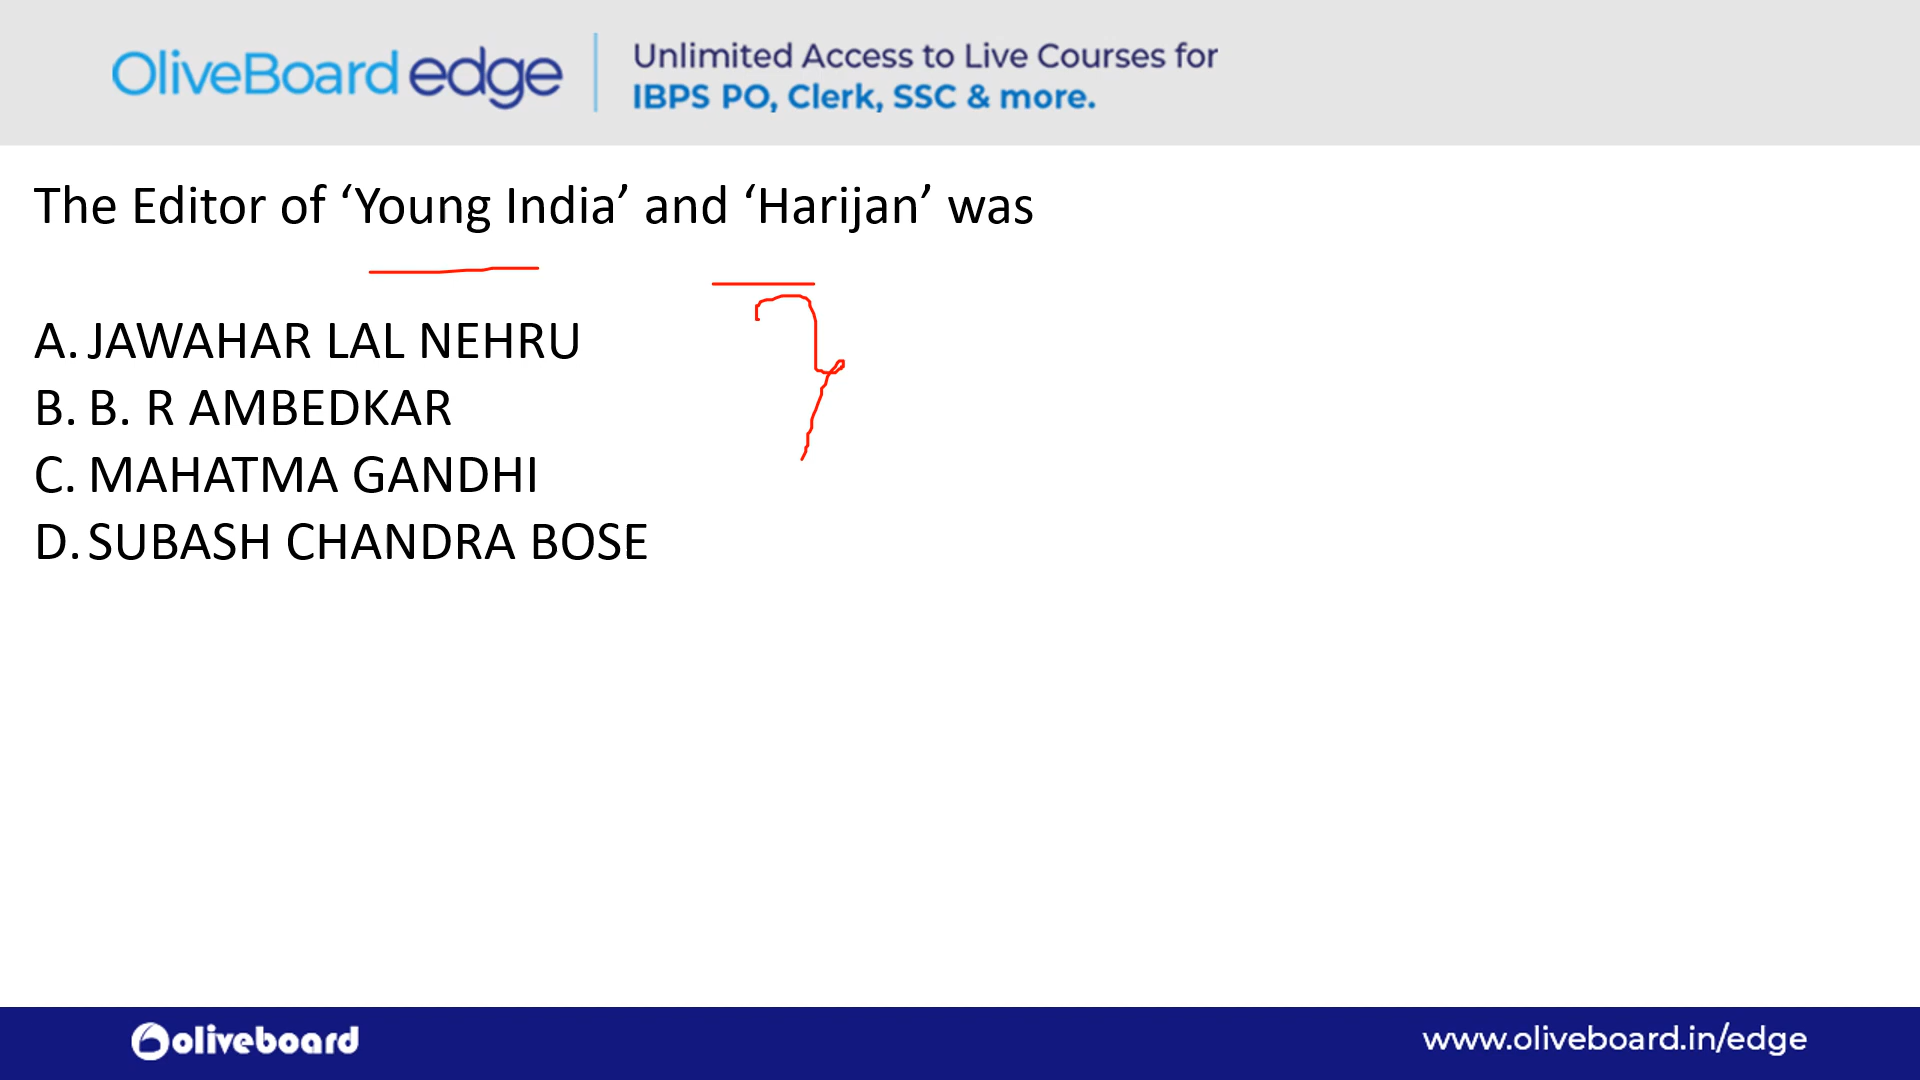 OliveBoard edge
Unlimited Access to Live Courses for
IBPS PO, Clerk, SSC & more.
The Editor of ‘Young India’ and ‘Harijan’ was
A. JAWAHAR LAL NEHRU
B. B. R AMBEDKAR
C. MAHATMA GANDHI
D. SUBASH CHANDRA BOSE
oliveboard
www.oliveboard.in/edge